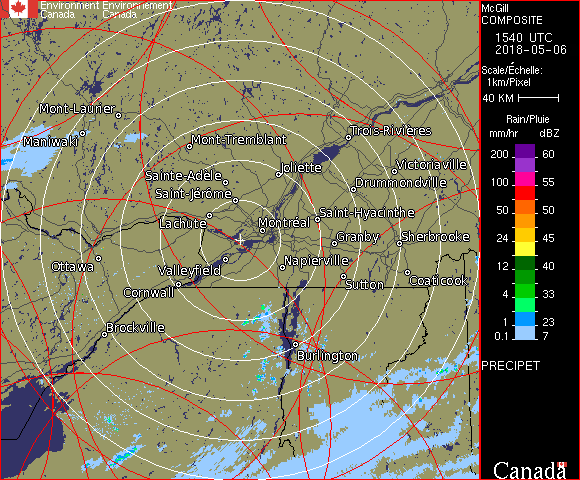 Environment Environnement
Canada Canada
McGill
COMPOSITE
1540 UTC
2018-05-06
Scale/Échelle:
1km/Pixel
40 KM
Rain/Pluie
mm/hr dBZ
200 60
100 55
50 50
24 45
12 40
4 33
1 23
0.1 7
PRECIPET
Canada
Mont-Laurier
Maniwaki
Mont-Tremblant
Trois-Rivières
Sainte-Adèle
Joliette
Victoriaville
Saint-Jérôme
Drummondville
Lachute
Montréal
Saint-Hyacinthe
Granby
Sherbrooke
Ottawa
Valleyfield
Napierville
Cornwall
Sutton
Coaticook
Brockville
Burlington